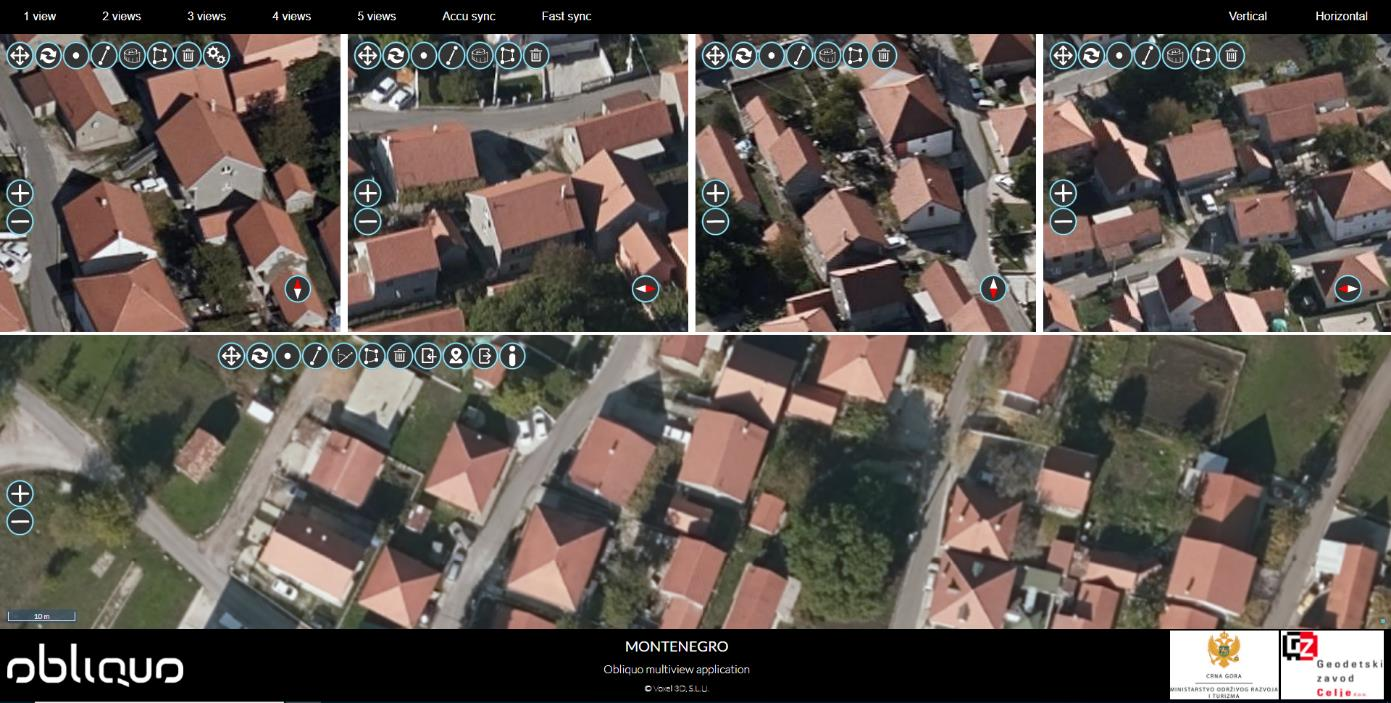 1 view 2 views 3 views 4 views 5 views Accu sync Fast sync Vertical Horizontal
10 m
obliquo
MONTENEGRO
Obliquo multiview application
© Voxel 3D, S.L.U.
CRNA GORA
MINISTARSTVO ODRŽIVOG RAZVOJA
I TURIZMA
GZ
Geodetski
zavod
Celje d.o.o.